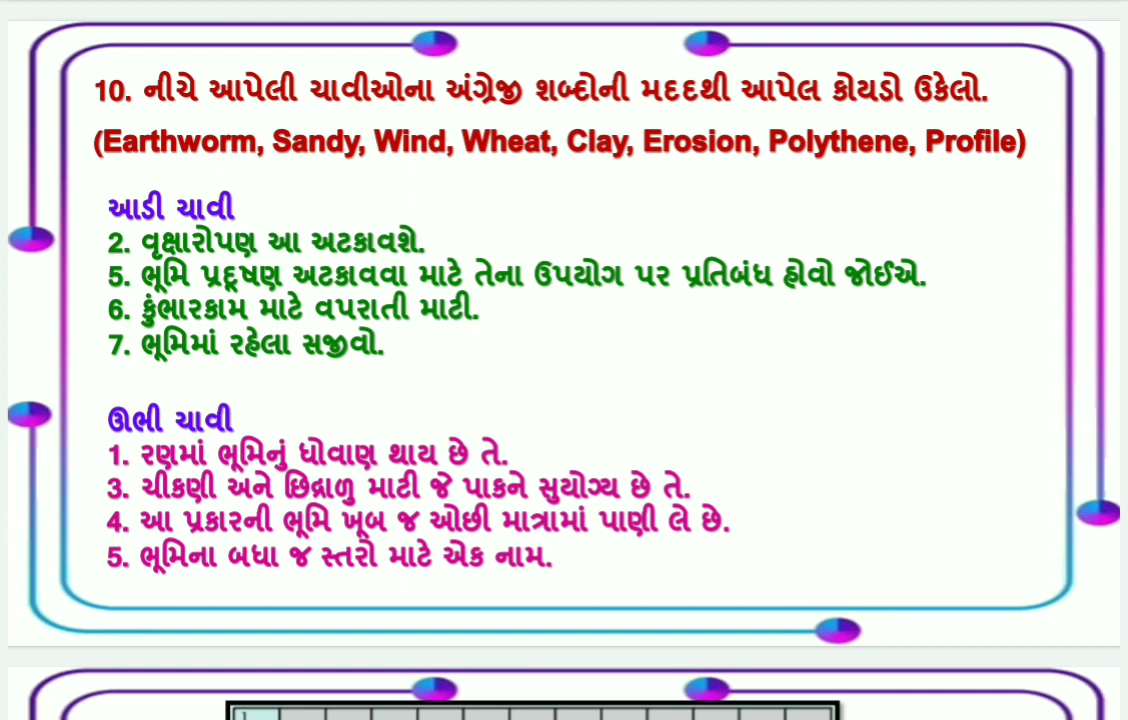 10. નીચે આપેલી ચાવીઓના અંગ્રેજી શબ્દોની મદદથી આપેલ કોયડો ઉકેલો.
(Earthworm, Sandy, Wind, Wheat, Clay, Erosion, Polythene, Profile)
આડી ચાવી
2. વૃક્ષારોપણ આ અટકાવશે.
5. ભૂમિ પ્રદૂષણ અટકાવવા માટે તેના ઉપયોગ પર પ્રતિબંધ હોવો જોઈએ.
6. કુંભારકામ માટે વપરાતી માટી.
7. ભૂમિમાં રહેલા સજીવો.
ઊભી ચાવી
1. રણમાં ભૂમિનું ધોવાણ થાય છે તે.
3. ચીકણી અને છિદ્રાળુ માટી જે પાકને સુયોગ્ય છે તે.
4. આ પ્રકારની ભૂમિ ખૂબ જ ઓછી માત્રામાં પાણી લે છે.
5. ભૂમિના બધા જ સ્તરો માટે એક નામ.
1